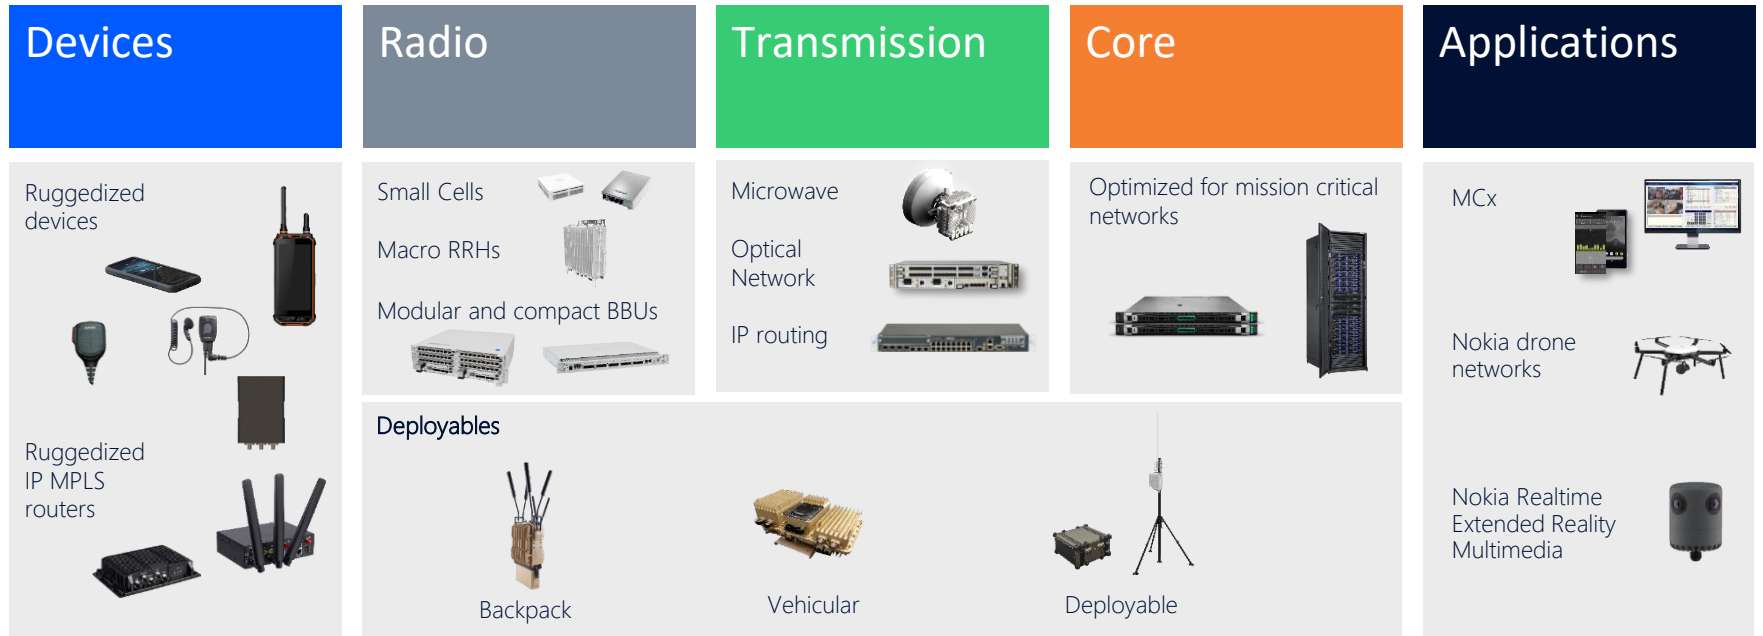 Devices
Radio
Transmission
Core
Applications
Ruggedized
devices
Ruggedized
IP MPLS
routers
Small Cells
Macro RRHs
Modular and compact BBUs
Microwave
Optical
Network
IP routing
Optimized for mission critical
networks
Deployables
Backpack
Vehicular
Deployable
MCx
Nokia drone
networks
Nokia Realtime
Extended Reality
Multimedia